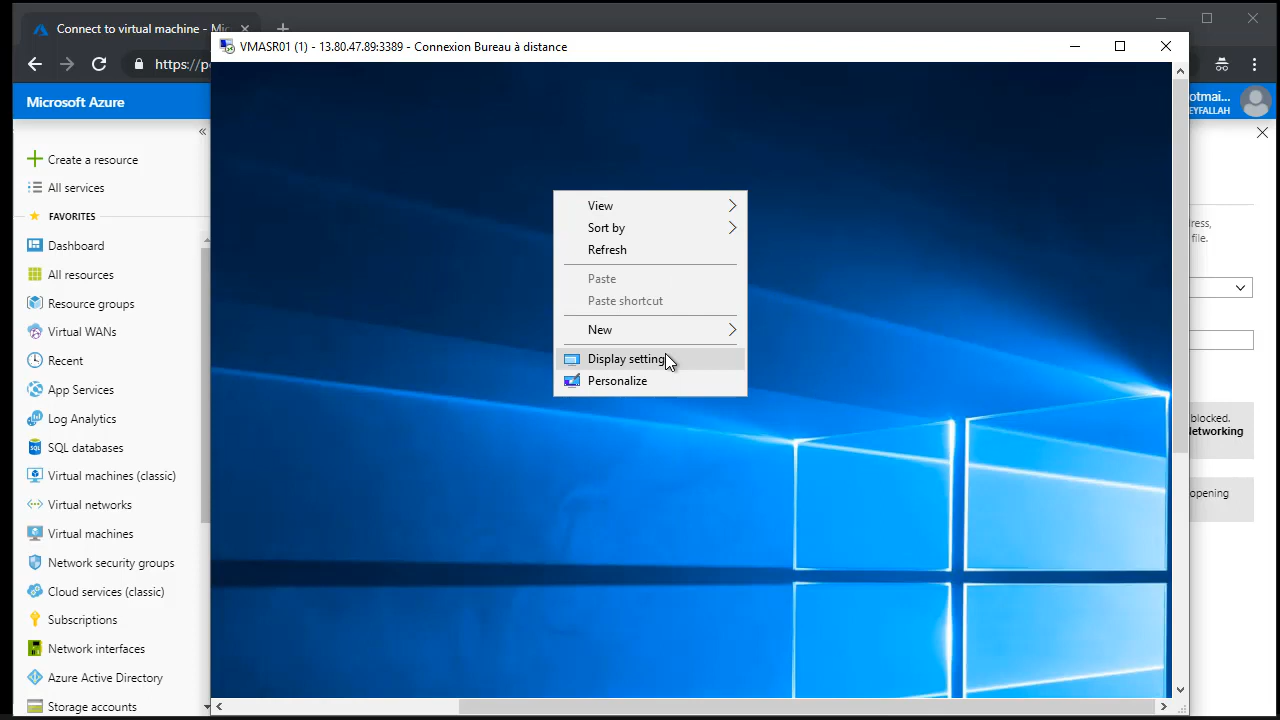 Connect to virtual machine - Mic
https://p
VMASR01 (1) - 13.80.47.89:3389 - Connexion Bureau à distance
Microsoft Azure
otmai...
EYFALLAH
«
Create a resource
All services
FAVORITES
Dashboard
All resources
Resource groups
Virtual WANs
Recent
App Services
Log Analytics
SQL databases
Virtual machines (classic)
Virtual networks
Virtual machines
Network security groups
Cloud services (classic)
Subscriptions
Network interfaces
Azure Active Directory
Storage accounts
View
Sort by
Refresh
Paste
Paste shortcut
New
Display setting
Personalize
ress,
file.
blocked.
etworking
opening